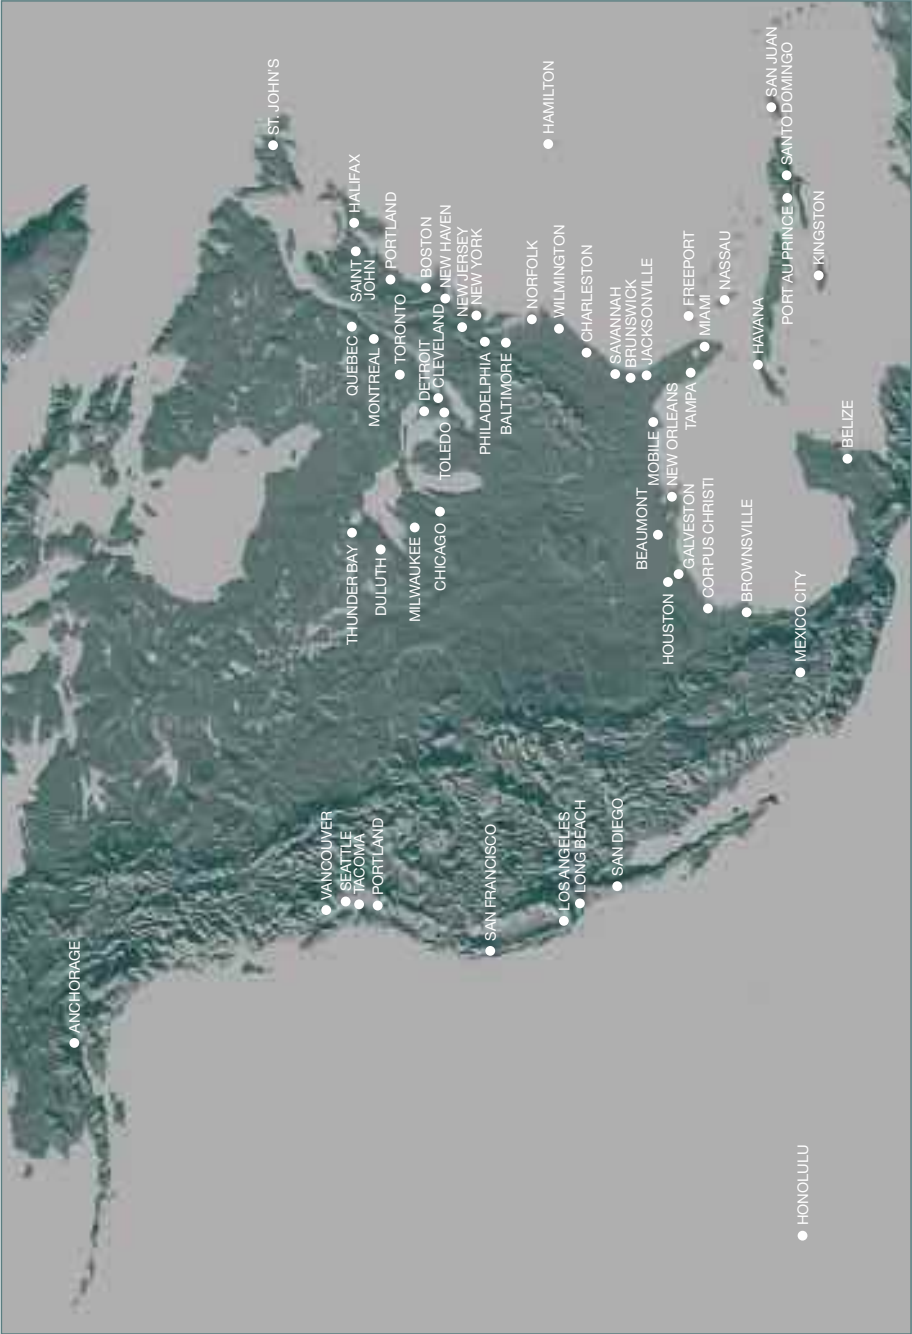 ANCHORAGE
HONOLULU
VANCOUVER
SEATTLE
TACOMA
PORTLAND
SAN FRANCISCO
LOS ANGELES
LONG BEACH
SAN DIEGO
THUNDER BAY
DULUTH
MILWAUKEE
CHICAGO
DETROIT
CLEVELAND
TOLEDO
QUEBEC
MONTREAL
TORONTO
ST. JOHN'S
HALIFAX
SAINT
JOHN
PORTLAND
BOSTON
NEW HAVEN
NEW JERSEY
NEW YORK
PHILADELPHIA
BALTIMORE
NORFOLK
WILMINGTON
CHARLESTON
SAVANNAH
BRUNSWICK
JACKSONVILLE
HAMILTON
FREEPORT
MIAMI
TAMPA
NASSAU
MOBILE
NEW ORLEANS
BEAUMONT
HOUSTON
GALVESTON
CORPUS CHRISTI
BROWNSVILLE
MEXICO CITY
BELIZE
HAVANA
KINGSTON
PORT AU PRINCE
SANTO DOMINGO
SAN JUAN